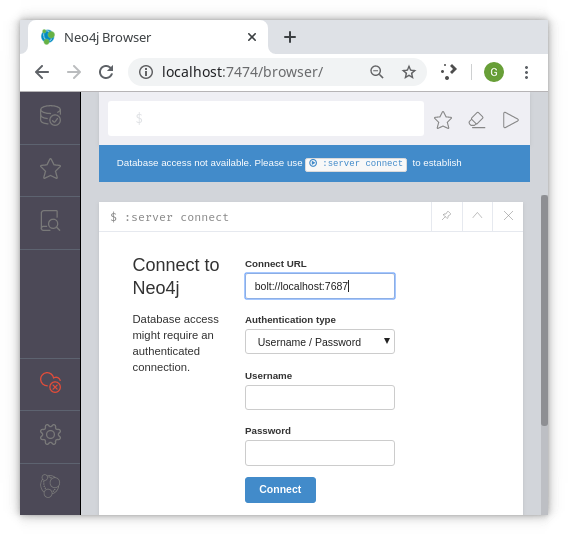 Neo4j Browser
localhost:7474/browser/
G
$
Database access not available. Please use :server connect to establish
$ :server connect
Connect to
Neo4j
Database access
might require an
authenticated
connection.
Connect URL
bolt://localhost:7687
Authentication type
Username / Password
Username
Password
Connect